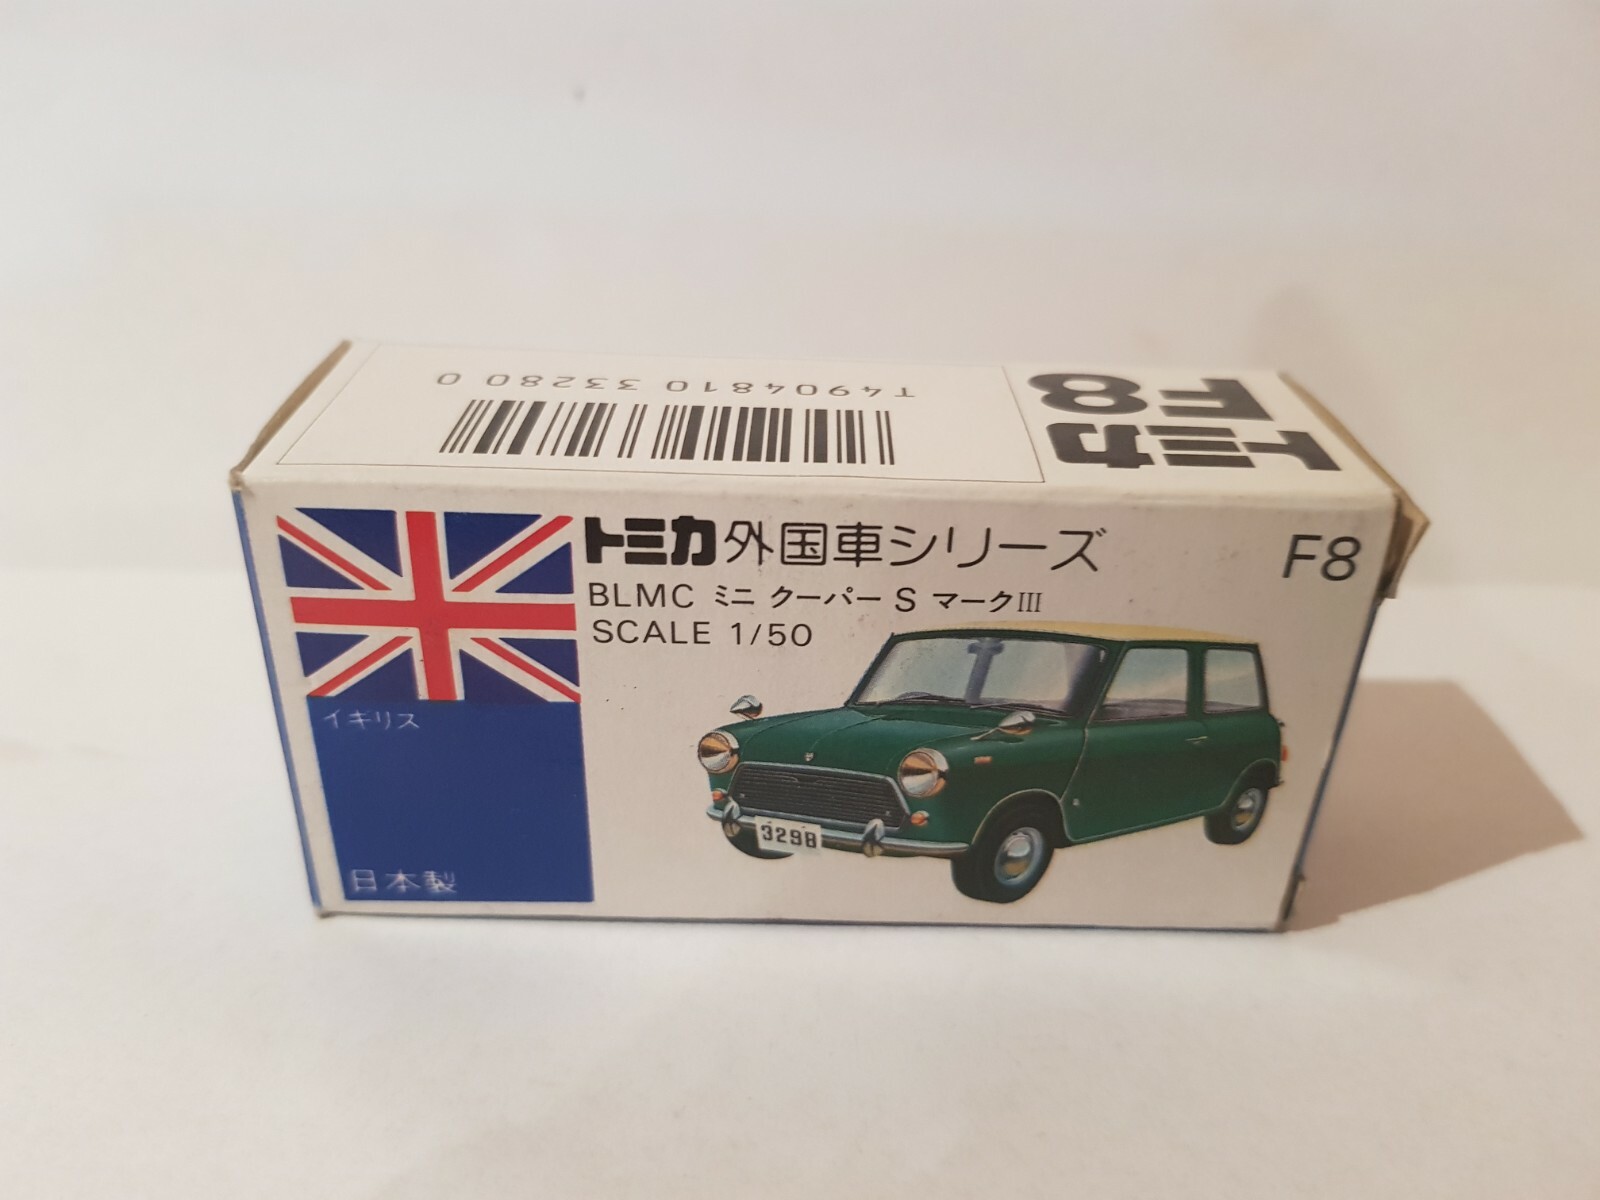 T4904810 33280 0
トミカ
F8
トミカ外国車シリーズ
F8
BLMC ミニ クーパー S マークIII
SCALE 1/50
イギリス
3298
日本製